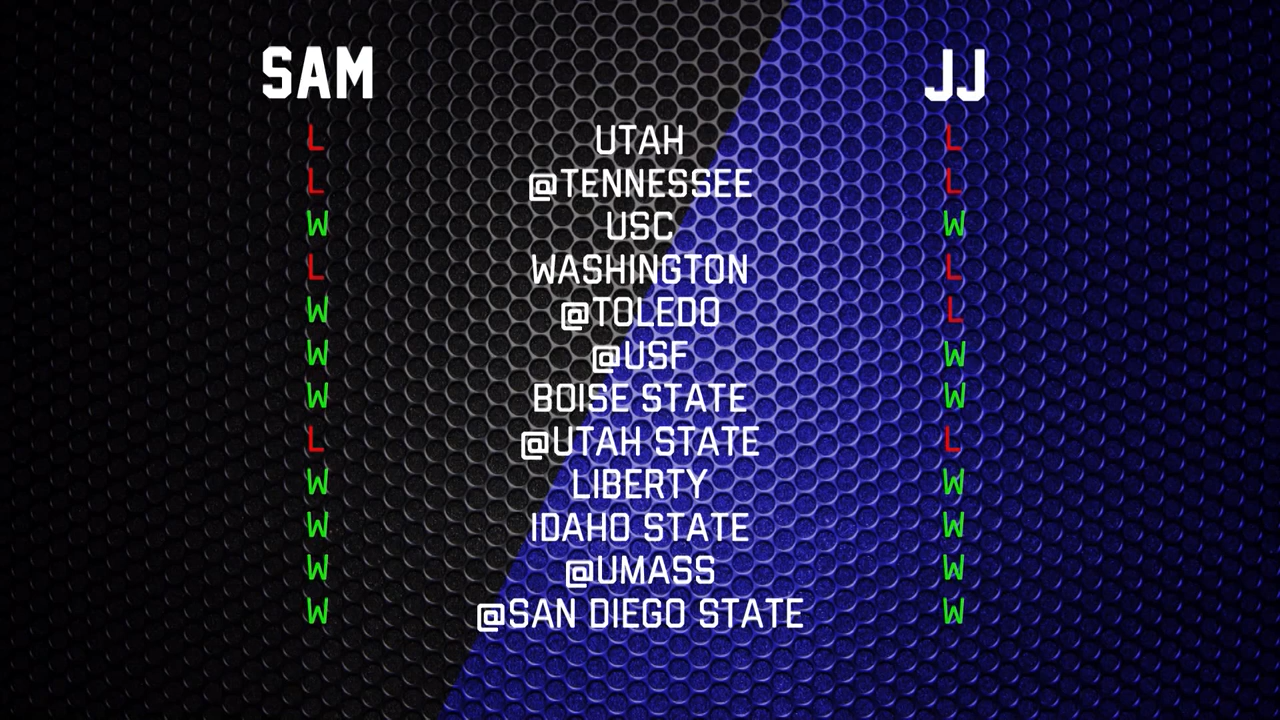 SAM JJ
L UTAH L
L @TENNESSEE L
W USC W
L WASHINGTON L
W @TOLEDO L
W @USF W
W BOISE STATE W
L @UTAH STATE L
W LIBERTY W
W IDAHO STATE W
W @UMASS W
W @SAN DIEGO STATE W